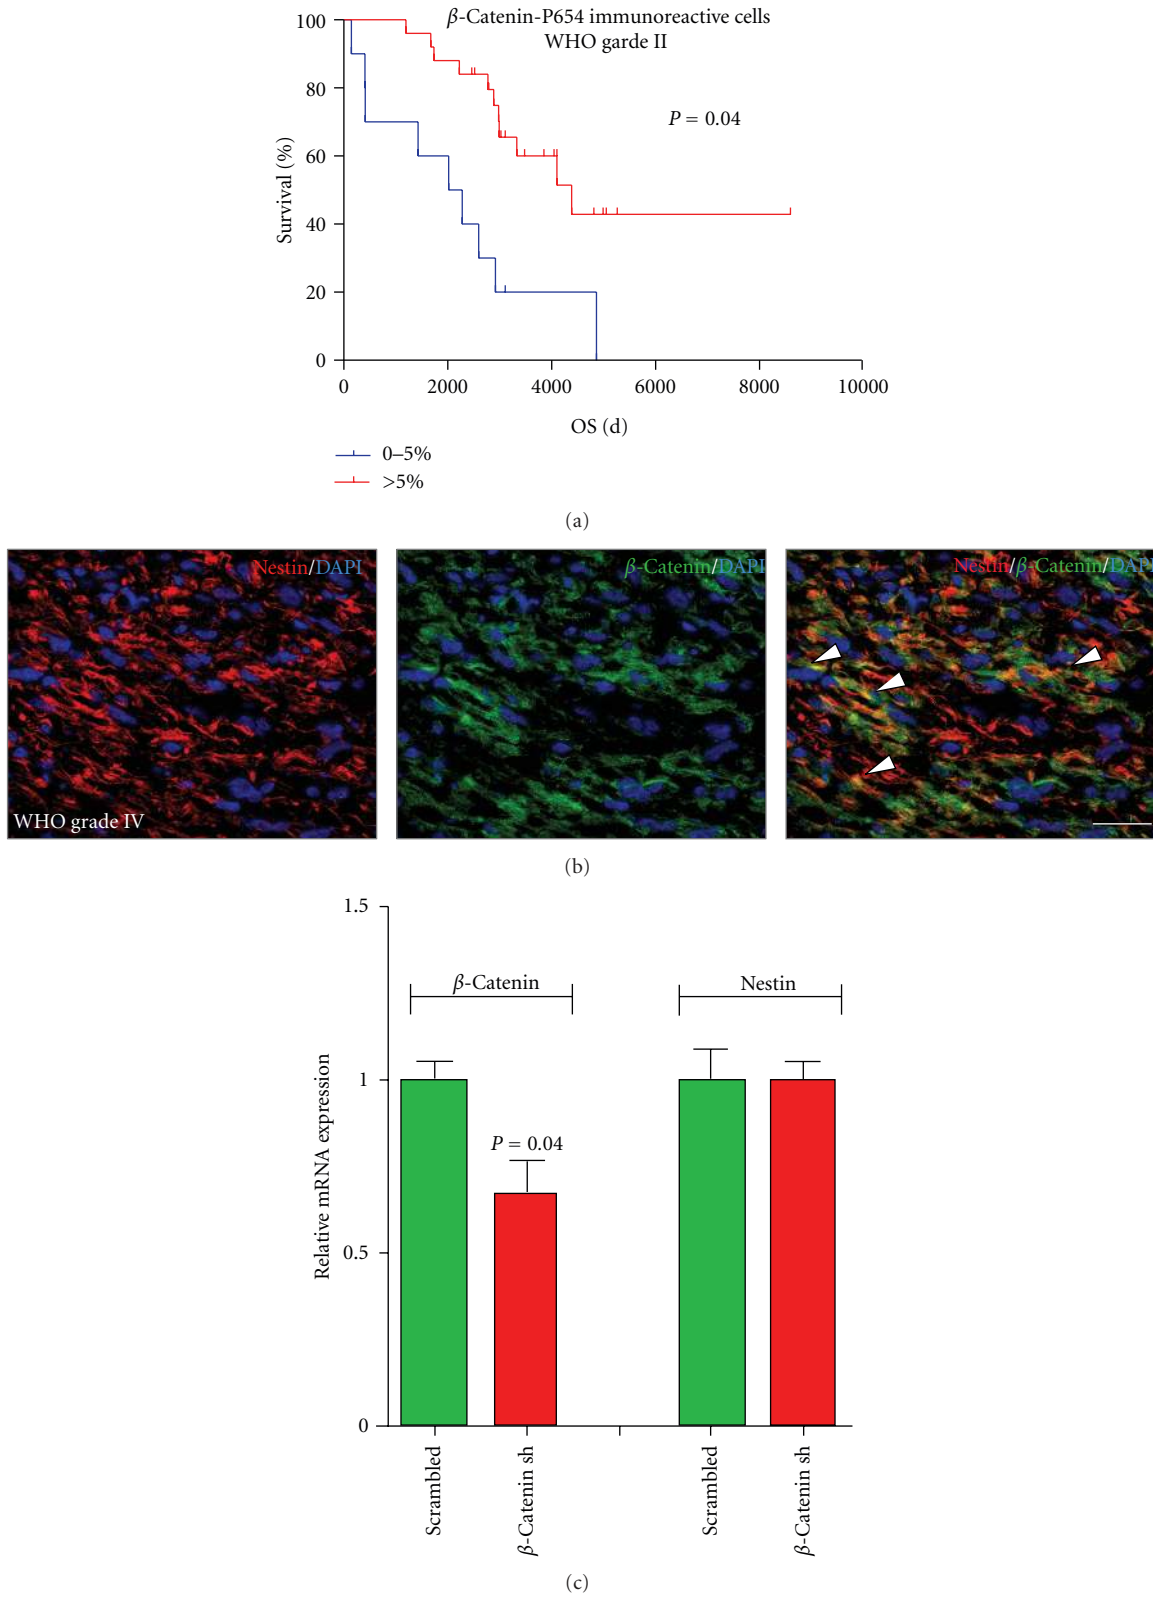 β-Catenin-P654 immunoreactive cells
WHO garde II
P = 0.04
Survival (%)
100
80
60
40
20
0
0 2000 4000 6000 8000 10000
OS (d)
0–5%
>5%
(a)
Nestin/DAPI
β-Catenin/DAPI
Nestin/β-Catenin/DAPI
WHO grade IV
(b)
1.5
1
0.5
0
Relative mRNA expression
β-Catenin
Nestin
P = 0.04
Scrambled
β-Catenin sh
Scrambled
β-Catenin sh
(c)